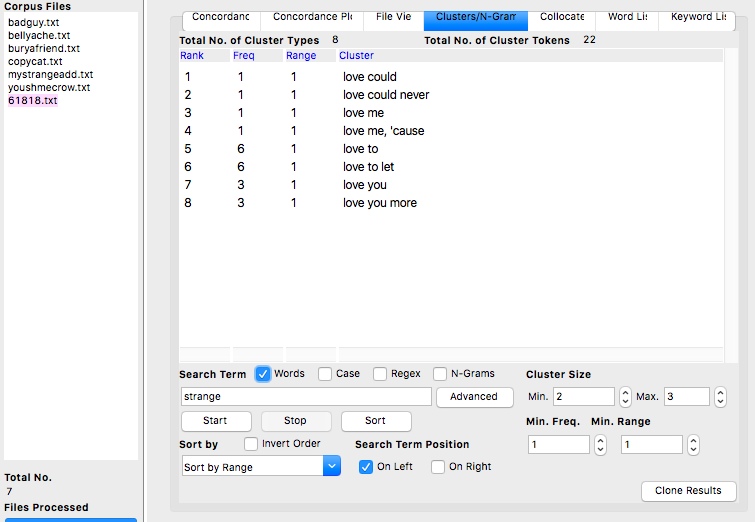 Corpus Files
badguy.txt
bellyache.txt
buryafriend.txt
copycat.txt
mystrangeadd.txt
youshmecrow.txt
61818.txt
Total No.
7
Files Processed
Concordanc Concordance Plo File Vie Clusters/N-Gram Collocate Word Lis Keyword List
Total No. of Cluster Types 8 Total No. of Cluster Tokens 22
Rank Freq Range Cluster
1 1 1 love could
2 1 1 love could never
3 1 1 love me
4 1 1 love me, 'cause
5 6 1 love to
6 6 1 love to let
7 3 1 love you
8 3 1 love you more
Search Term Words Case Regex N-Grams Cluster Size
strange Advanced Min. 2 Max. 3
Start Stop Sort Min. Freq. Min. Range
Sort by Invert Order Search Term Position 1 1
Sort by Range On Left On Right
Clone Results